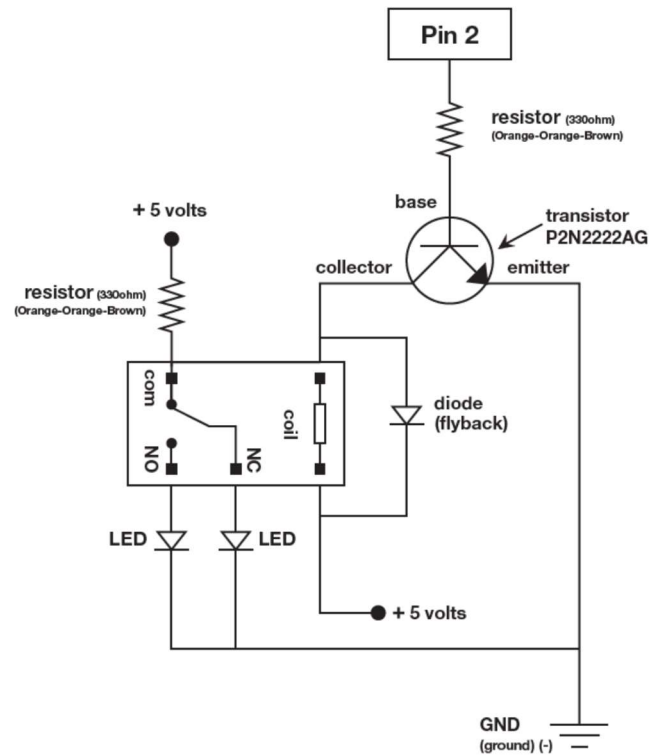 Pin 2
resistor (330ohm)
(Orange-Orange-Brown)
base
transistor
P2N2222AG
+ 5 volts
collector
emitter
resistor (330ohm)
(Orange-Orange-Brown)
com
coil
diode
(flyback)
NO
NC
LED
LED
+ 5 volts
GND
(ground) (-)